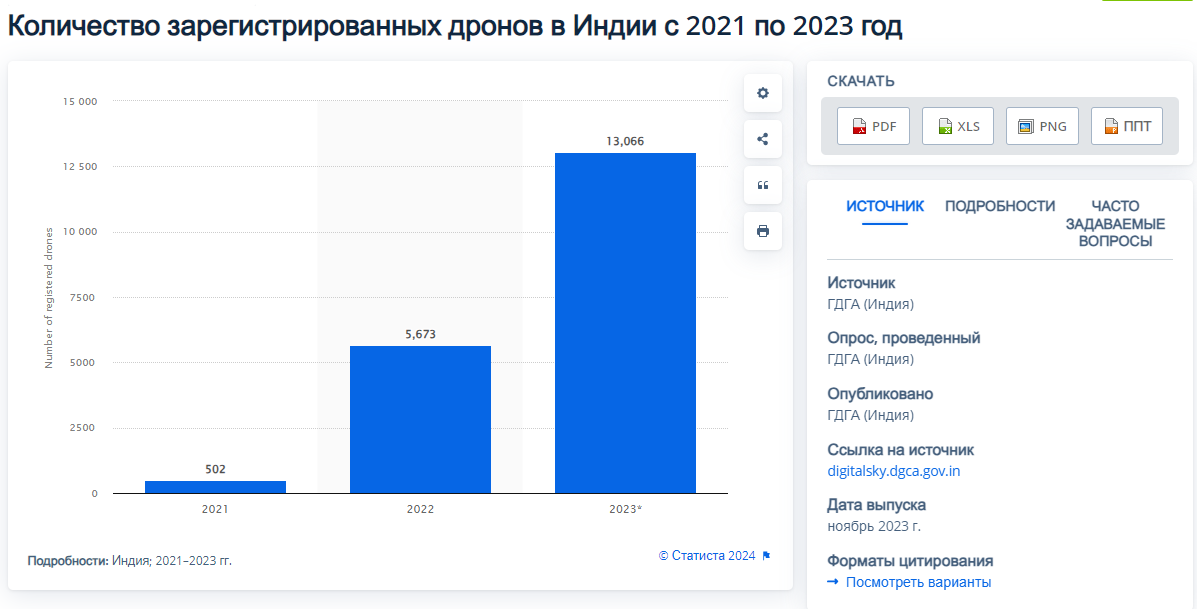 Количество зарегистрированных дронов в Индии с 2021 по 2023 год
15 000
12 500
10 000
7500
5000
2500
0
Number of registered drones
502
5,673
13,066
2021
2022
2023*
Подробности: Индия; 2021–2023 гг.
© Статиста 2024
СКАЧАТЬ
PDF
XLS
PNG
ППТ
ИСТОЧНИК
ПОДРОБНОСТИ
ЧАСТО
ЗАДАВАЕМЫЕ
ВОПРОСЫ
Источник
ГДГА (Индия)
Опрос, проведенный
ГДГА (Индия)
Опубликовано
ГДГА (Индия)
Ссылка на источник
digitalsky.dgca.gov.in
Дата выпуска
ноябрь 2023 г.
Форматы цитирования
→ Посмотреть варианты